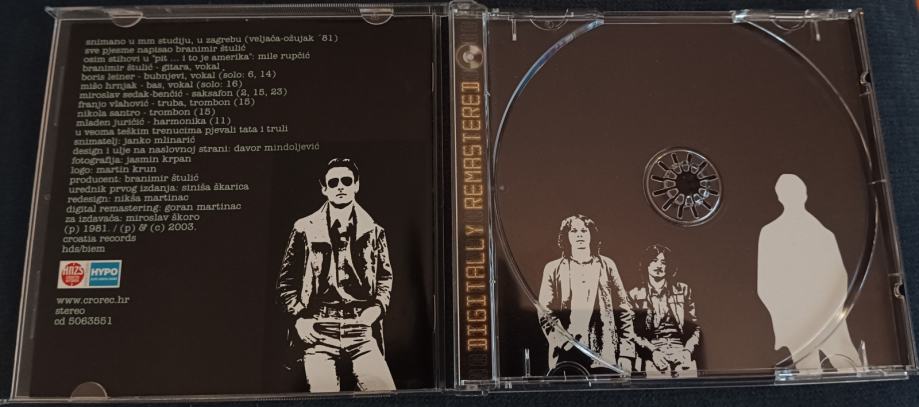 snimano u mm studiju, u zagrebu (veljača-ožujak ´81)
sve pjesme napisao branimir štulić
osim stihovi u "pit ... i to je amerika": mile rupčić
branimir štulić - gitara, vokal
boris leiner - bubnjevi, vokal (solo: 6, 14)
mišo hrnjak - bas, vokal (solo: 16)
miroslav sedak-benčić - saksafon (2, 15, 23)
franjo vlahović - truba, trombon (15)
nikola santro - trombon (15)
mladen juričić - harmonika (11)
u veoma teškim trenucima pjevali tata i truli
snimatelj: janko mlinarić
design i ulje na naslovnoj strani: davor mindoljević
fotografija: jasmin krpan
logo: martin krun
producent: branimir štulić
urednik prvog izdanja: siniša škarica
redesign: nikša martinac
digital remastering: goran martinac
za izdavača: miroslav škoro
(p) 1981. / (p) & (c) 2003.
croatia records
hds/biem
HYPO
www.crorec.hr
stereo
cd 5063551
DIGITALLY REMASTERED